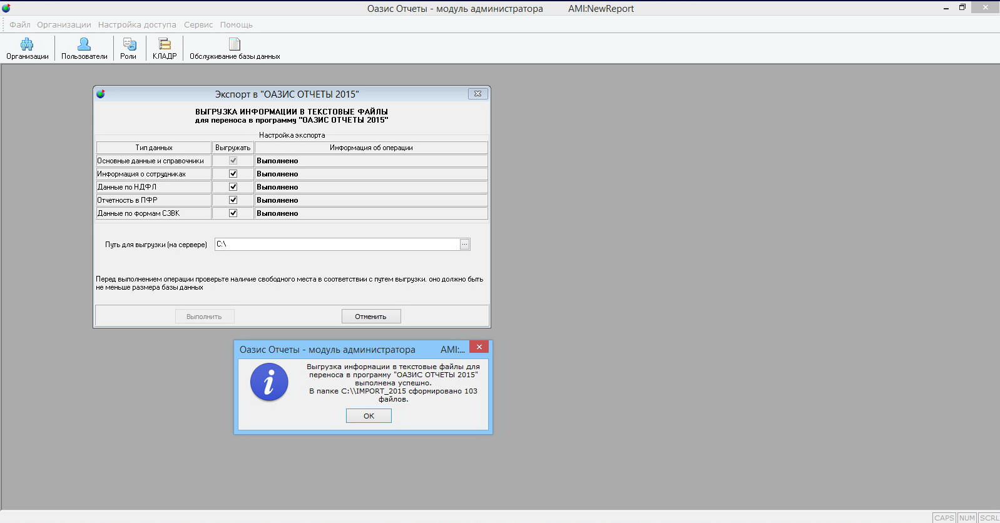 Оазис Отчеты - модуль администратора AMI:NewReport
Файл Организации Настройка доступа Сервис Помощь
Организации Пользователи Роли КЛАДР Обслуживание базы данных
Экспорт в "ОАЗИС ОТЧЕТЫ 2015"
ВЫГРУЗКА ИНФОРМАЦИИ В ТЕКСТОВЫЕ ФАЙЛЫ
для переноса в программу "ОАЗИС ОТЧЕТЫ 2015"
Настройка экспорта
Тип данных Выгружать Информация об операции
Основные данные и справочники Выполнено
Информация о сотрудниках Выполнено
Данные по НДФЛ Выполнено
Отчетность в ПФР Выполнено
Данные по формам СЗВК Выполнено
Путь для выгрузки (на сервере) C:\ ...
Перед выполнением операции проверьте наличие свободного места в соответствии с путем выгрузки. оно должно быть
не меньше размера базы данных
Выполнить Отменить
Оазис Отчеты - модуль администратора AMI:...
Выгрузка информации в текстовые файлы для
переноса в программу "ОАЗИС ОТЧЕТЫ 2015"
выполнена успешно.
В папке C:\\IMPORT_2015 сформировано 103
файлов.
OK
CAPS NUM SCRL